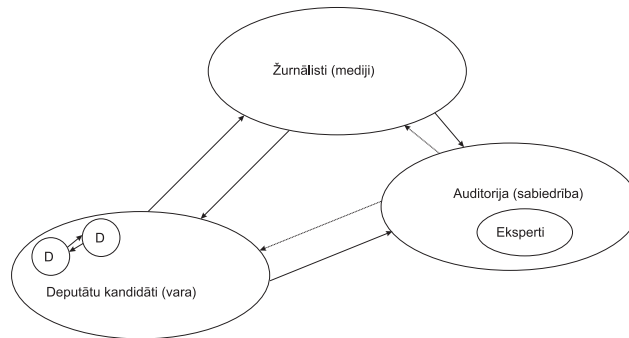 Žurnālisti (mediji)
Auditorija (sabiedrība)
Eksperti
D
D
Deputātu kandidāti (vara)